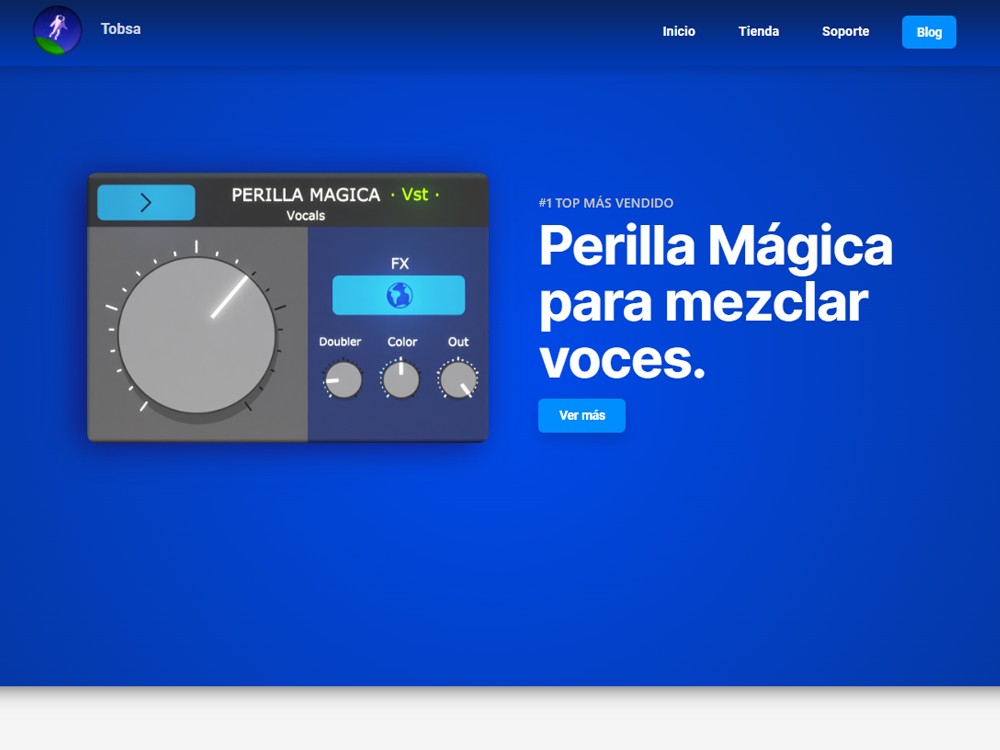 Tobsa
Inicio Tienda Soporte Blog
PERILLA MAGICA · Vst ·
Vocals
FX
Doubler Color Out
#1 TOP MÁS VENDIDO
Perilla Mágica
para mezclar
voces.
Ver más